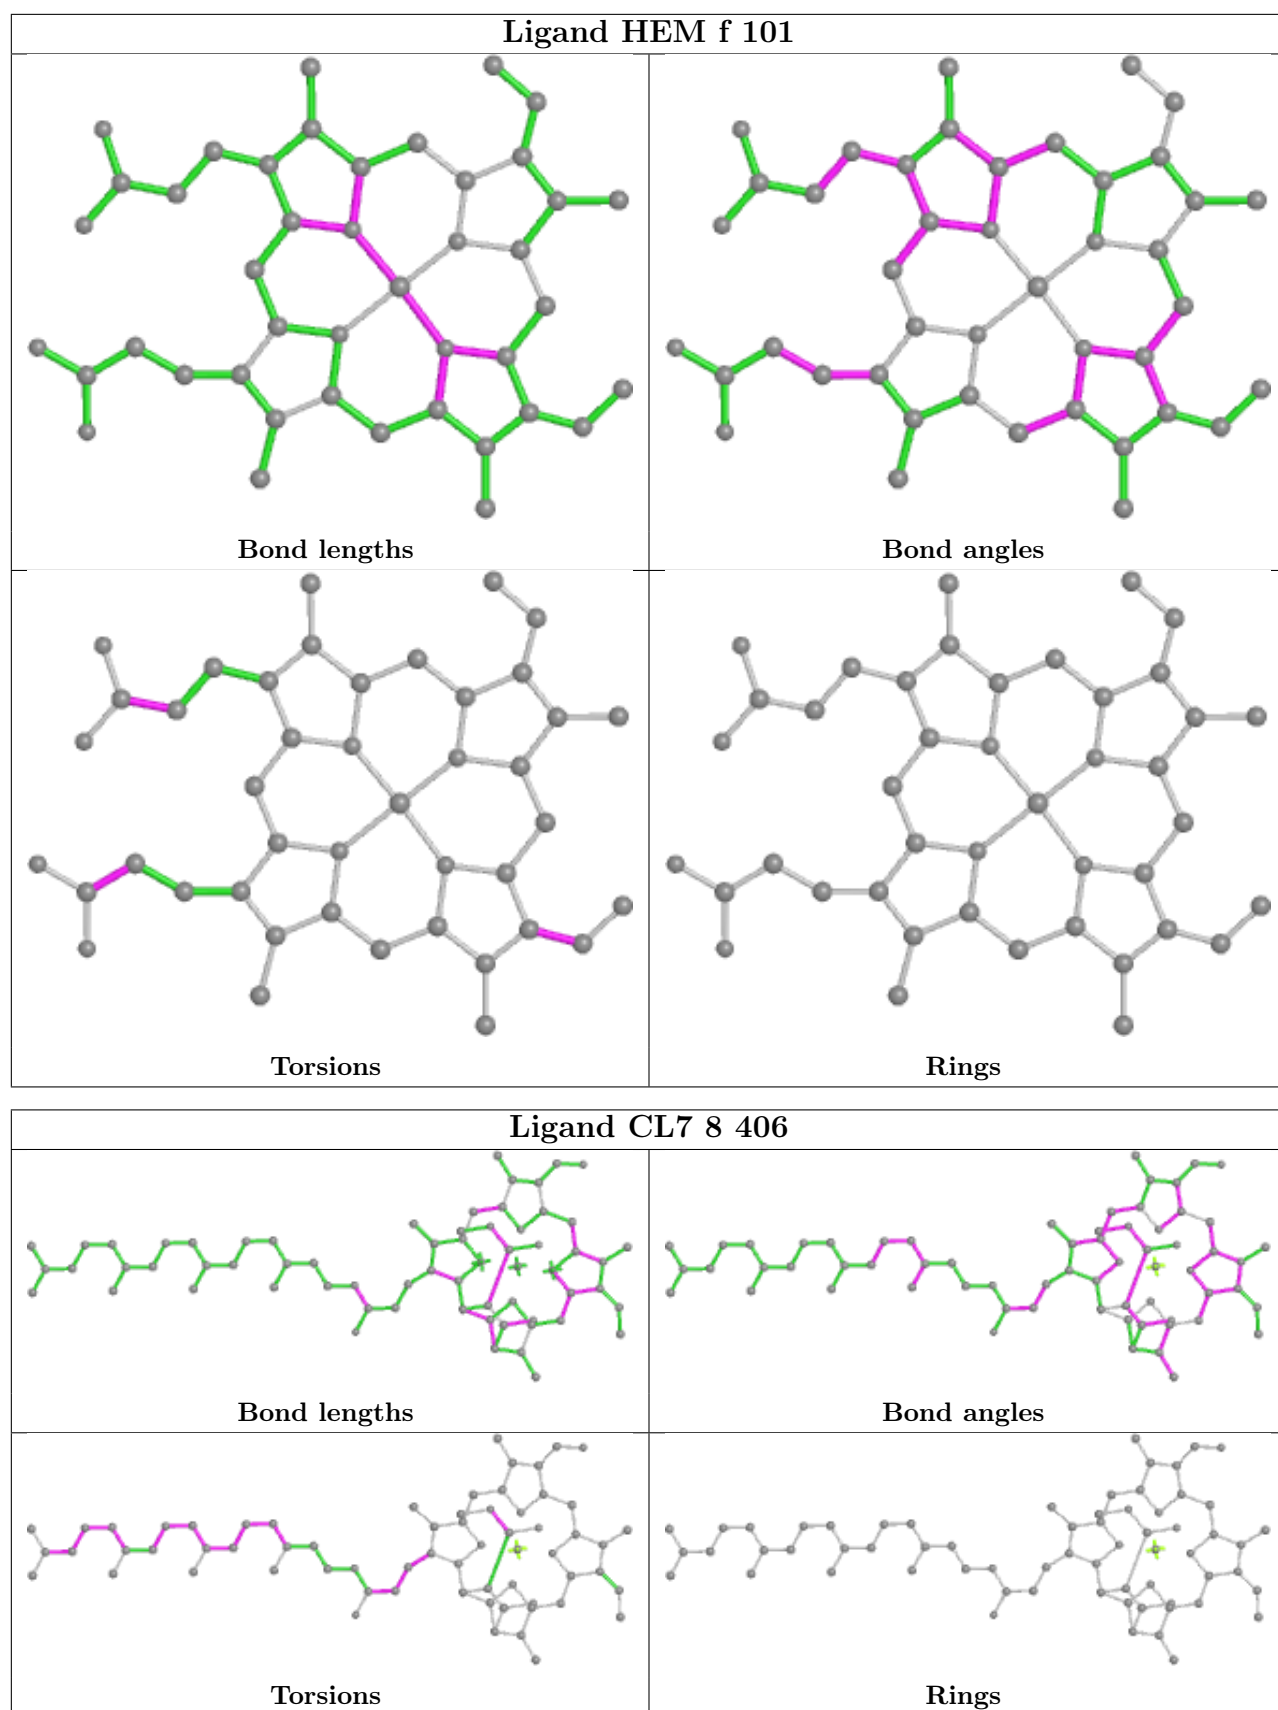 Ligand HEM f 101
Bond lengths
Bond angles
Torsions
Rings
Ligand CL7 8 406
Bond lengths
Bond angles
Torsions
Rings